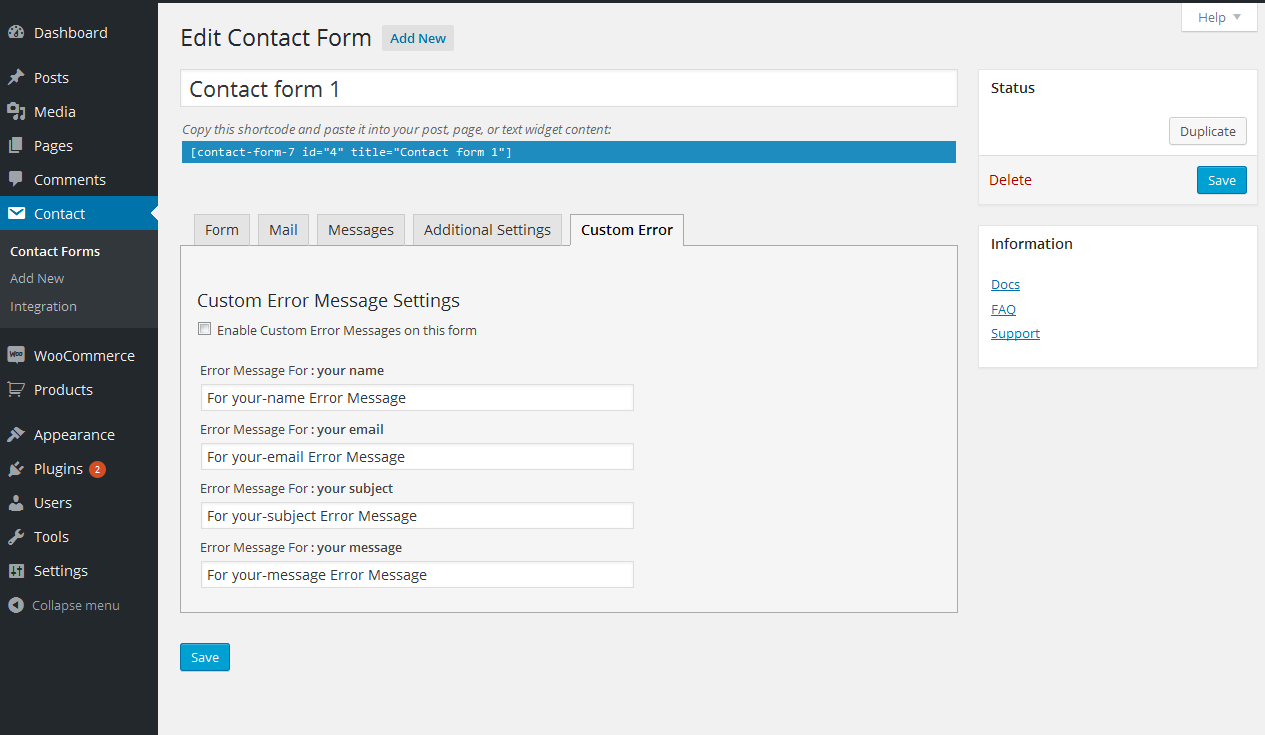 Help
Dashboard
Posts
Media
Pages
Comments
Contact
Contact Forms
Add New
Integration
WooCommerce
Products
Appearance
Plugins 2
Users
Tools
Settings
Collapse menu
Edit Contact Form Add New
Contact form 1
Copy this shortcode and paste it into your post, page, or text widget content:
[contact-form-7 id="4" title="Contact form 1"]
Form Mail Messages Additional Settings Custom Error
Custom Error Message Settings
Enable Custom Error Messages on this form
Error Message For : your name
For your-name Error Message
Error Message For : your email
For your-email Error Message
Error Message For : your subject
For your-subject Error Message
Error Message For : your message
For your-message Error Message
Save
Status
Duplicate
Delete Save
Information
Docs
FAQ
Support